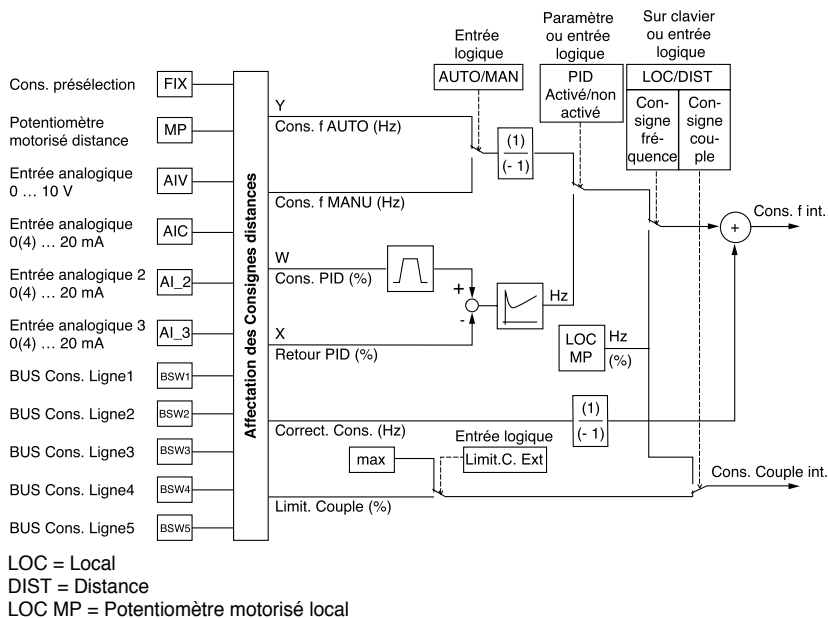 Entrée
logique
AUTO/MAN
Paramètre
ou entrée
logique
PID
Activé/non
activé
Sur clavier
ou entrée
logique
LOC/DIST
Con-
signe
fré-
quence
Con-
signe
cou-
ple
Cons. présélection
FIX
Potentiomètre
motorisé distance
MP
Entrée analogique
0 ... 10 V
AIV
Entrée analogique
0(4) ... 20 mA
AIC
Entrée analogique 2
0(4) ... 20 mA
AI_2
Entrée analogique 3
0(4) ... 20 mA
AI_3
BUS Cons. Ligne1
BSW1
BUS Cons. Ligne2
BSW2
BUS Cons. Ligne3
BSW3
BUS Cons. Ligne4
BSW4
BUS Cons. Ligne5
BSW5
Affectation des Consignes distances
Y
Cons. f AUTO (Hz)
Cons. f MANU (Hz)
(1)
(- 1)
W
Cons. PID (%)
+
-
X
Retour PID (%)
Hz
LOC
MP
Hz
(%)
+
Cons. f int.
Correct. Cons. (Hz)
(1)
(- 1)
Entrée logique
max
Limit.C. Ext
Limit. Couple (%)
Cons. Couple int.
LOC = Local
DIST = Distance
LOC MP = Potentiomètre motorisé local